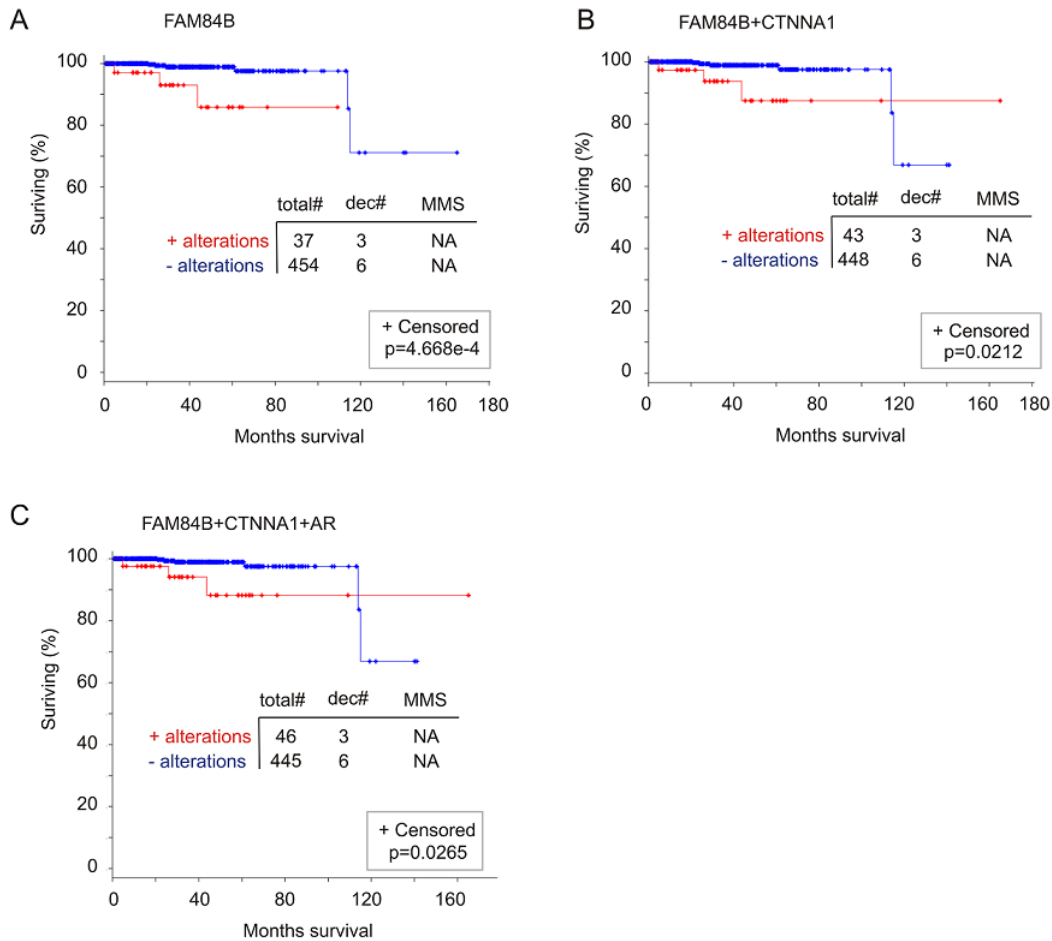 A
FAM84B
100
80
60
40
20
0
Suriving (%)
total# dec# MMS
+ alterations 37 3 NA
- alterations 454 6 NA
+ Censored
p=4.668e-4
0 40 80 120 160 180
Months survival
B
FAM84B+CTNNA1
100
80
60
40
20
0
Suriving (%)
total# dec# MMS
+ alterations 43 3 NA
- alterations 448 6 NA
+ Censored
p=0.0212
0 40 80 120 160 180
Months survival
C
FAM84B+CTNNA1+AR
100
80
60
40
20
0
Suriving (%)
total# dec# MMS
+ alterations 46 3 NA
- alterations 445 6 NA
+ Censored
p=0.0265
0 40 80 120 160
Months survival